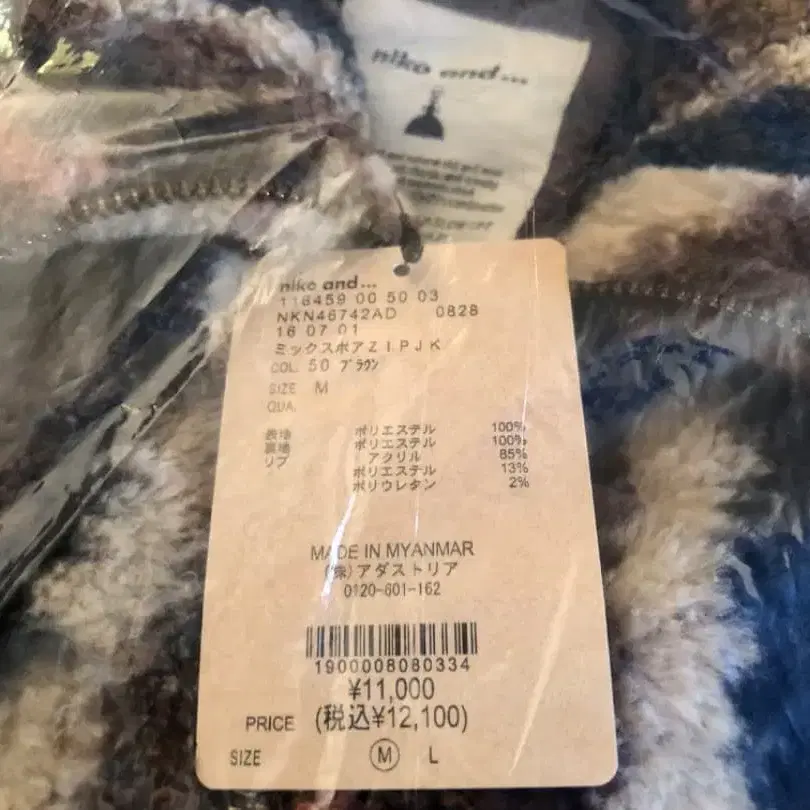 niko and...
niko and...
116459 00 50 03
NKN46742AD 0828
16 07 01
ミックスボアZIPJK
COL. 50 ブラウン
SIZE M
QUA.
表地 ポリエステル 100%
裏地 ポリエステル 100%
リブ アクリル 85%
ポリエステル 13%
ポリウレタン 2%
MADE IN MYANMAR
(株)アダストリア
0120-601-162
1900008080334
¥11,000
PRICE (税込¥12,100)
SIZE M L